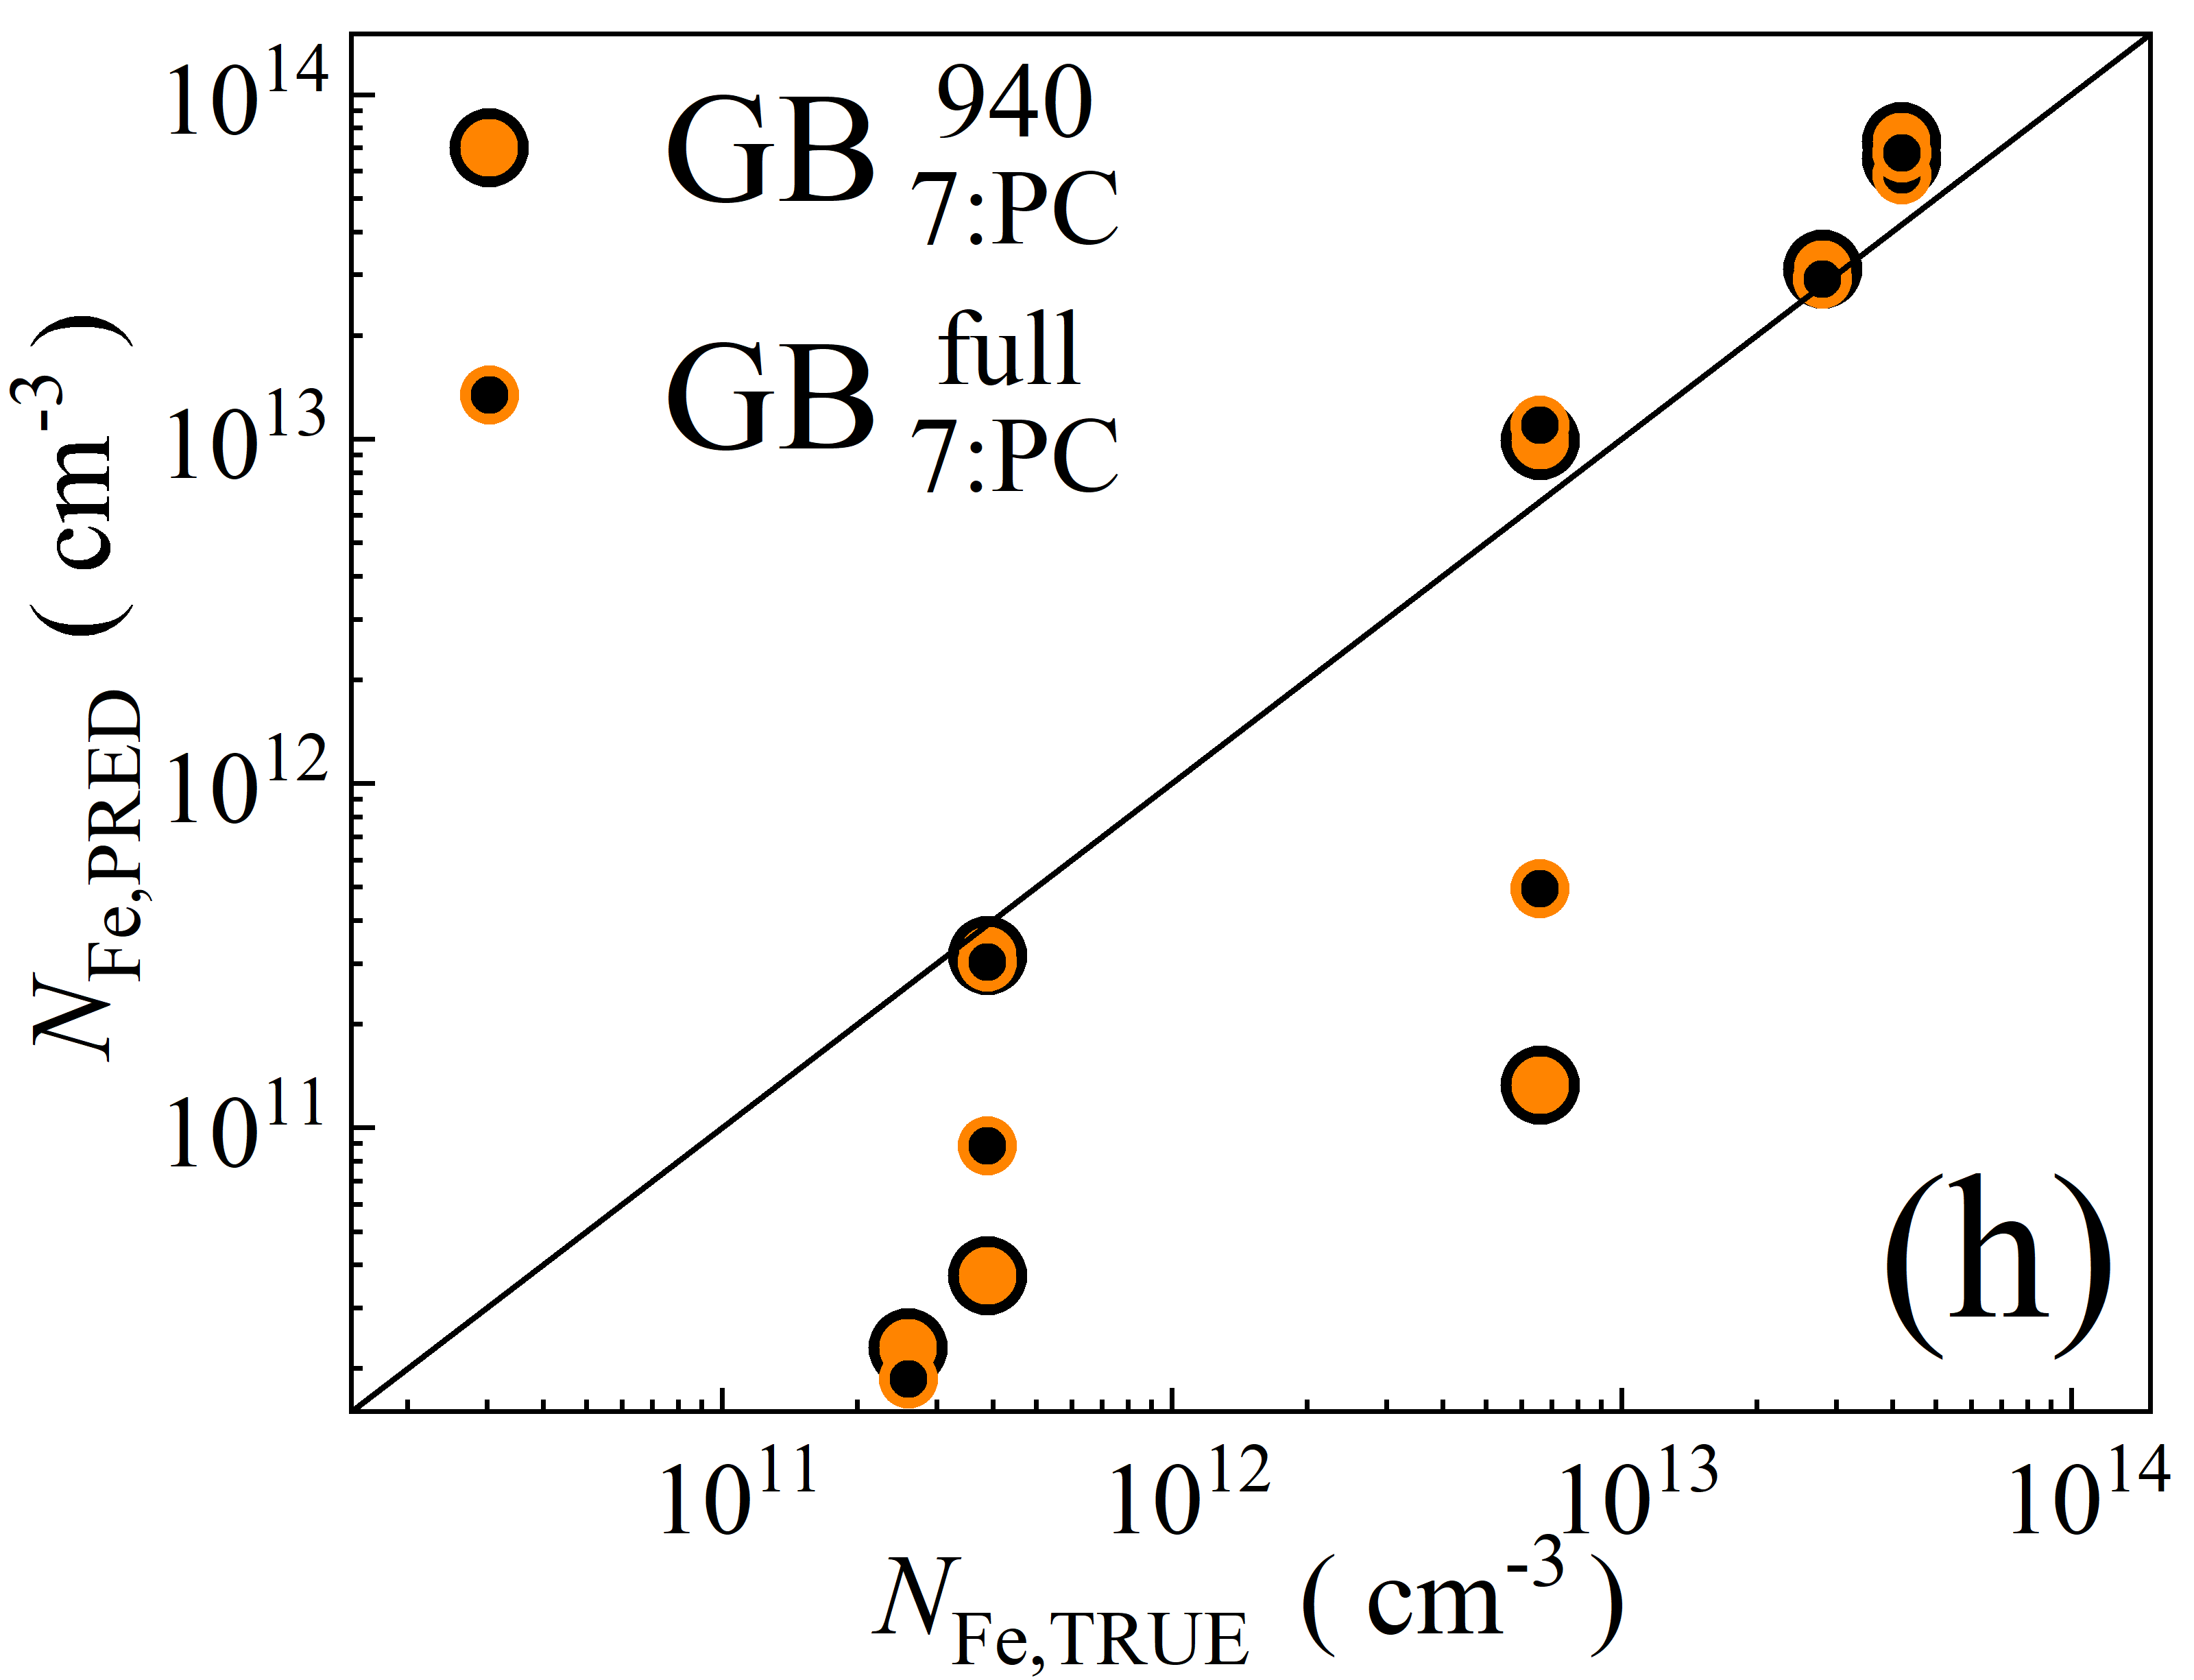 10^14
GB 940 7:PC
GB full 7:PC
10^13
10^12
10^11
(h)
N_Fe,PRED ( cm^-3 )
10^11 10^12 10^13 10^14
N_Fe,TRUE ( cm^-3 )